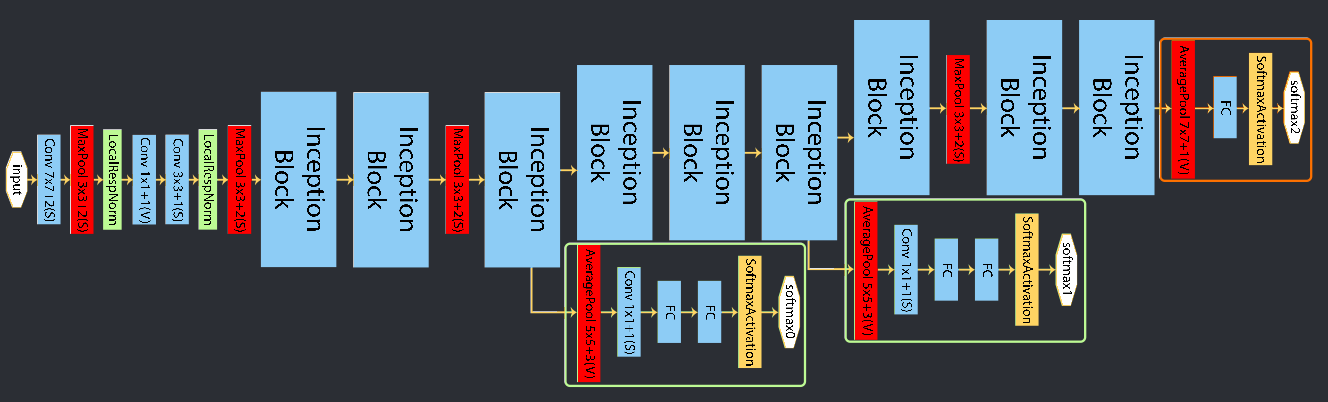 input
Conv 7x7+2(S)
MaxPool 3x3+2(S)
LocalRespNorm
Conv 1x1+1(V)
Conv 3x3+1(S)
LocalRespNorm
MaxPool 3x3+2(S)
Inception
Block
Inception
Block
MaxPool 3x3+2(S)
Inception
Block
AveragePool 5x5+3(V)
Conv 1x1+1(S)
FC
FC
SoftmaxActivation
softmax0
Inception
Block
Inception
Block
Inception
Block
AveragePool 5x5+3(V)
Conv 1x1+1(S)
FC
FC
SoftmaxActivation
softmax1
Inception
Block
MaxPool 3x3+2(S)
Inception
Block
Inception
Block
AveragePool 7x7+1(V)
FC
SoftmaxActivation
softmax2